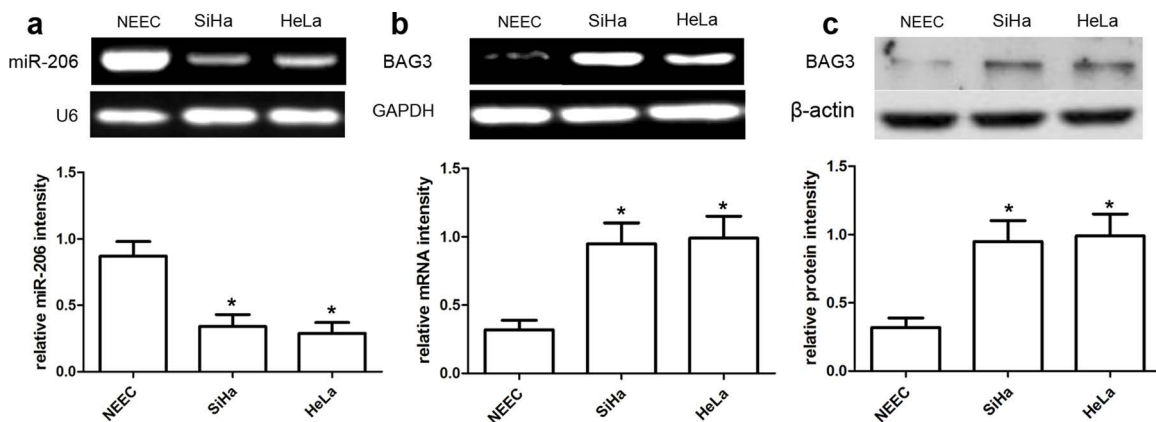 a
NEEC SiHa HeLa
miR-206
U6
relative miR-206 intensity
1.5
1.0
0.5
0.0
NEEC
SiHa
*
HeLa
*
b
NEEC SiHa HeLa
BAG3
GAPDH
relative mRNA intensity
1.5
1.0
0.5
0.0
NEEC
SiHa
*
HeLa
*
c
NEEC SiHa HeLa
BAG3
β-actin
relative protein intensity
1.5
1.0
0.5
0.0
NEEC
SiHa
*
HeLa
*